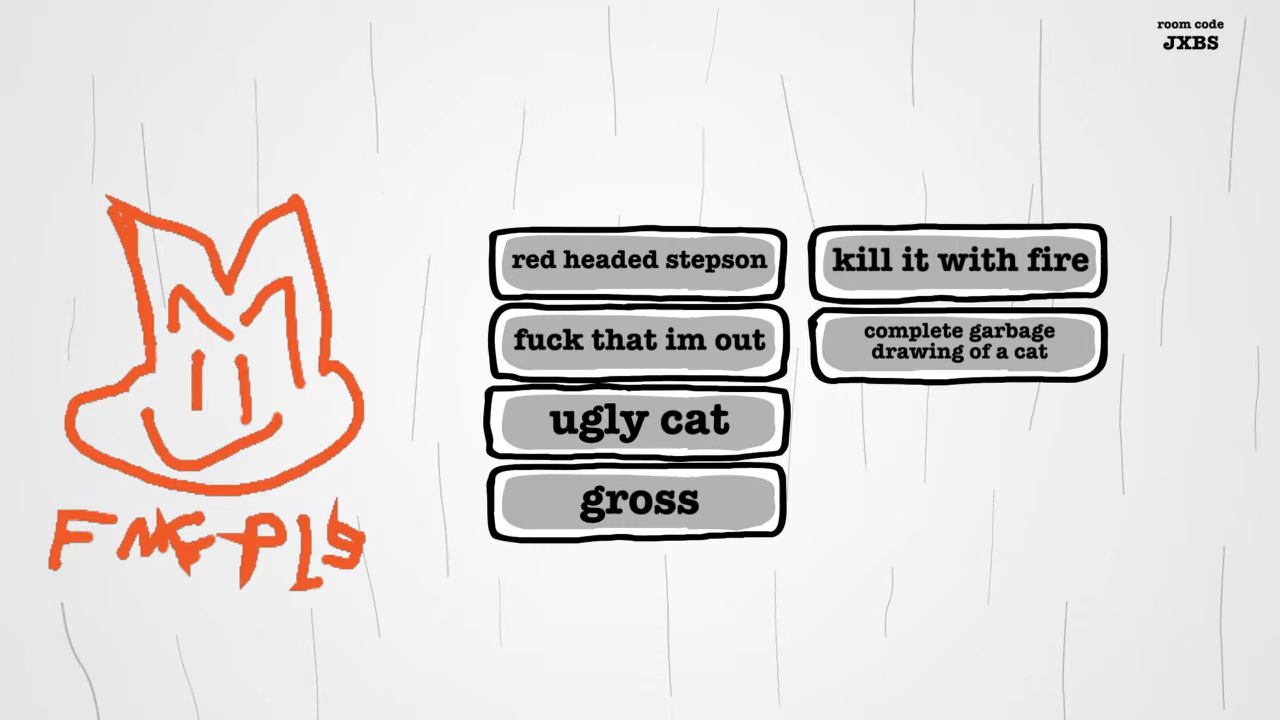 room code
JXBS
red headed stepson
fuck that im out
ugly cat
gross
kill it with fire
complete garbage
drawing of a cat